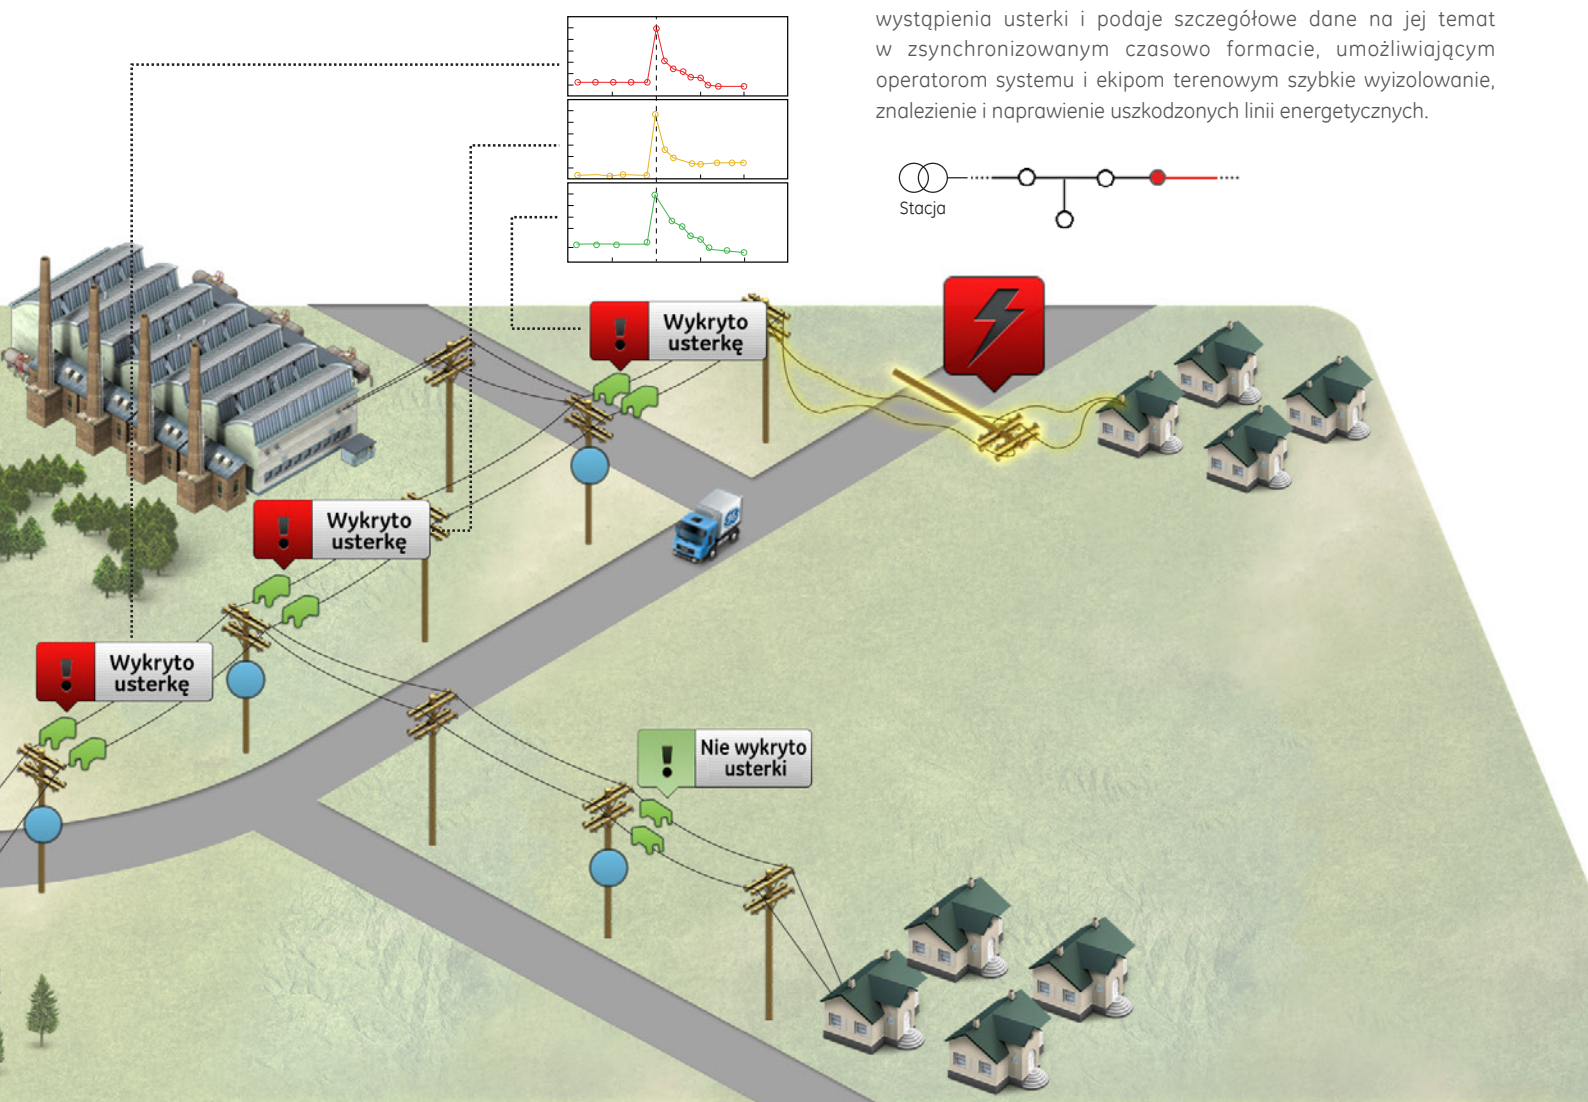 wystąpienia usterki i podaje szczegółowe dane na jej temat
w zsynchronizowanym czasowo formacie, umożliwiającym
operatorom systemu i ekipom terenowym szybkie wyizolowanie,
znalezienie i naprawienie uszkodzonych linii energetycznych.
Stacja
Wykryto
usterkę
Wykryto
usterkę
Wykryto
usterkę
Nie wykryto
usterki